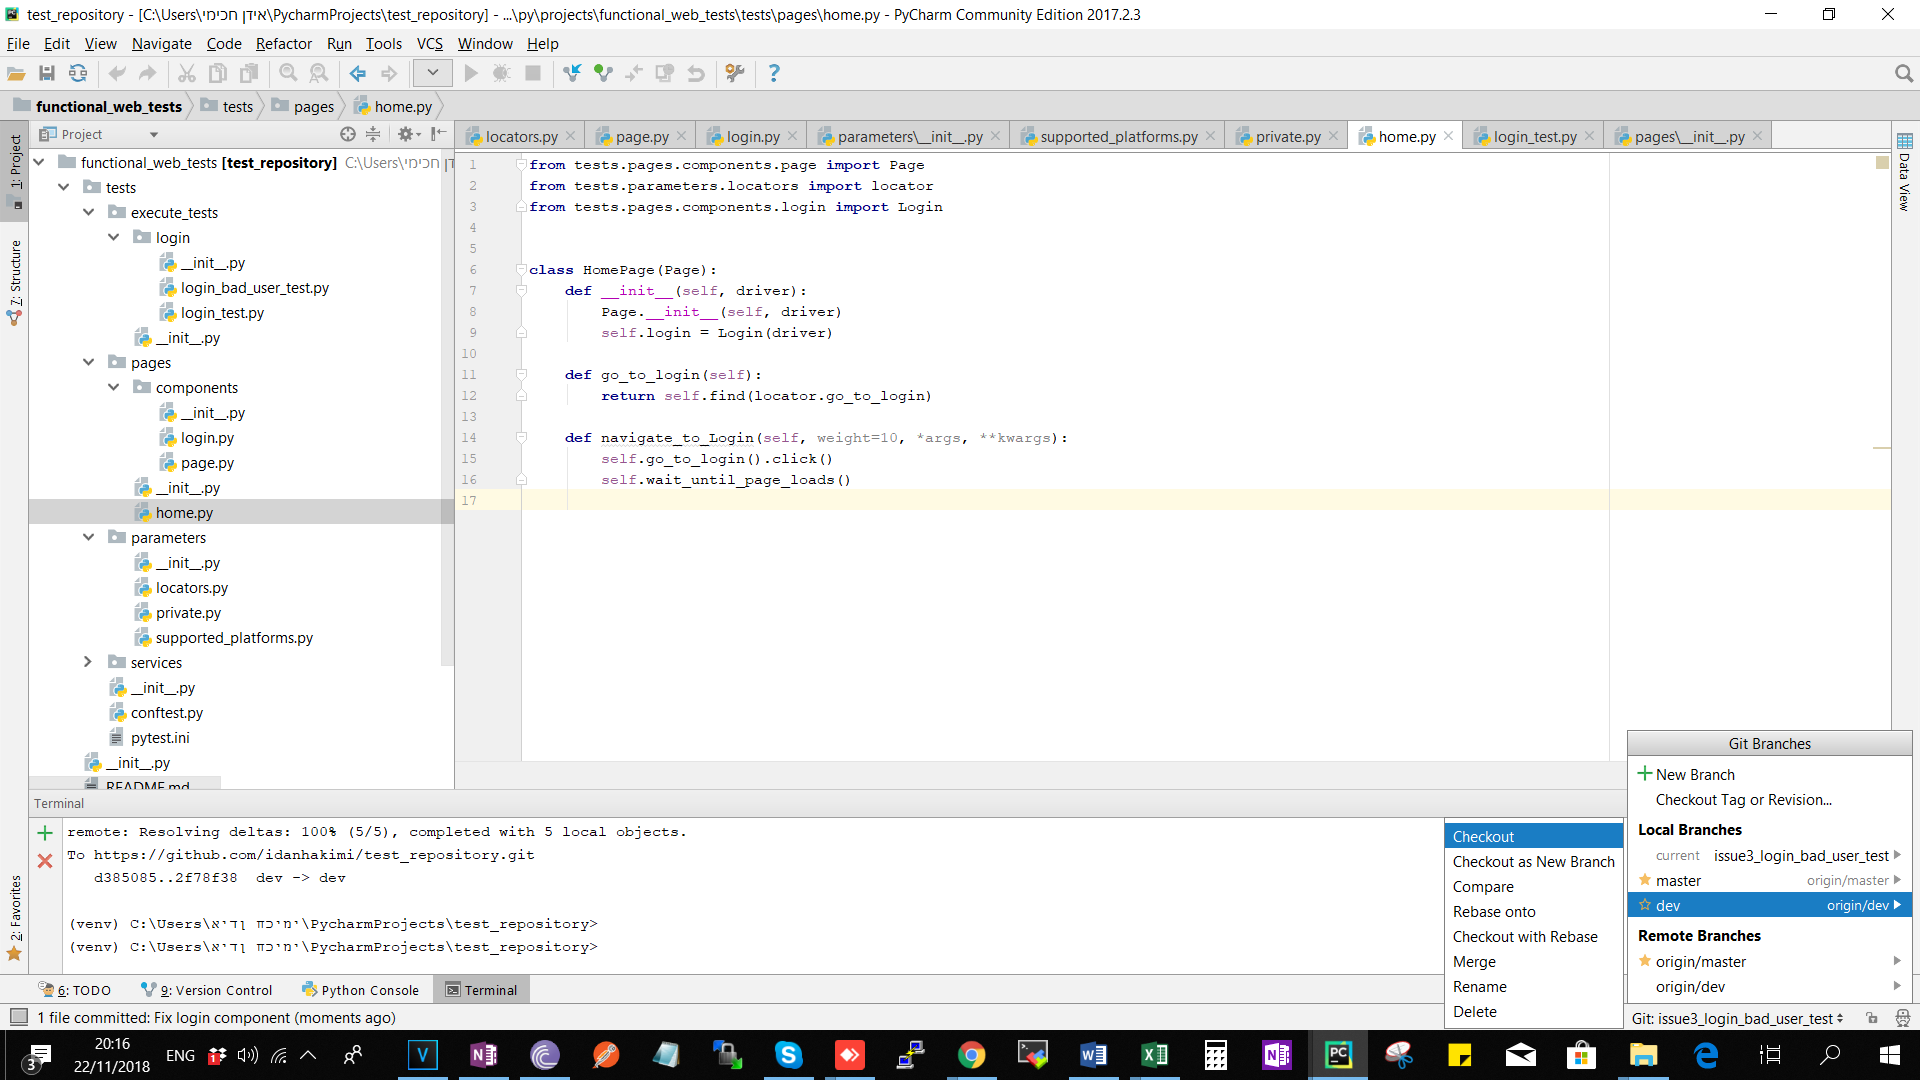 test_repository - [C:\Users\אידן חכימי\PycharmProjects\test_repository] - ...\py\projects\functional_web_tests\tests\pages\home.py - PyCharm Community Edition 2017.2.3
File Edit View Navigate Code Refactor Run Tools VCS Window Help
functional_web_tests tests pages home.py
1: Project
7: Structure
2: Favorites
Data View
Project
functional_web_tests [test_repository] C:\Users\אידן חכימי
tests
execute_tests
login
__init__.py
login_bad_user_test.py
login_test.py
__init__.py
pages
components
__init__.py
login.py
page.py
__init__.py
home.py
parameters
__init__.py
locators.py
private.py
supported_platforms.py
services
__init__.py
conftest.py
pytest.ini
__init__.py
README.md
locators.py page.py login.py parameters\__init__.py supported_platforms.py private.py home.py login_test.py pages\__init__.py
1 from tests.pages.components.page import Page
2 from tests.parameters.locators import locator
3 from tests.pages.components.login import Login
4
5
6 class HomePage(Page):
7 def __init__(self, driver):
8 Page.__init__(self, driver)
9 self.login = Login(driver)
10
11 def go_to_login(self):
12 return self.find(locator.go_to_login)
13
14 def navigate_to_Login(self, weight=10, *args, **kwargs):
15 self.go_to_login().click()
16 self.wait_until_page_loads()
17
Terminal
remote: Resolving deltas: 100% (5/5), completed with 5 local objects.
To https://github.com/idanhakimi/test_repository.git
d385085..2f78f38 dev -> dev
(venv) C:\Users\אידן חכימי\PycharmProjects\test_repository>
(venv) C:\Users\אידן חכימי\PycharmProjects\test_repository>
Checkout
Checkout as New Branch
Compare
Rebase onto
Checkout with Rebase
Merge
Rename
Delete
Git Branches
New Branch
Checkout Tag or Revision...
Local Branches
current issue3_login_bad_user_test
master origin/master
dev origin/dev
Remote Branches
origin/master
origin/dev
6: TODO 9: Version Control Python Console Terminal
1 file committed: Fix login component (moments ago)
Git: issue3_login_bad_user_test
3
20:16
22/11/2018
ENG